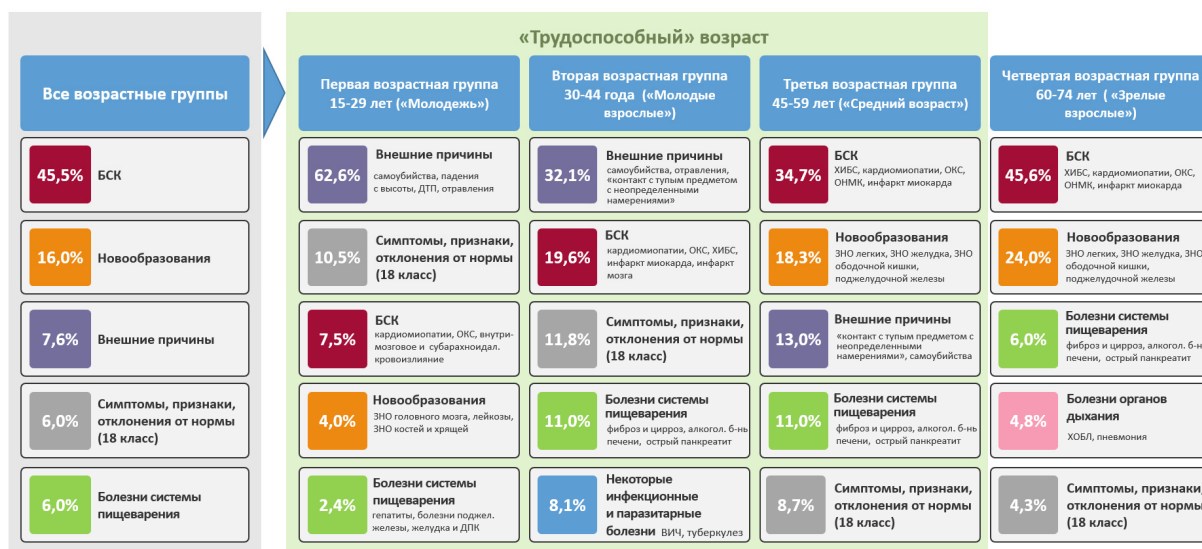 «Трудоспособный» возраст
Все возрастные группы
45,5%
БСК
16,0%
Новообразования
7,6%
Внешние причины
6,0%
Симптомы, признаки,
отклонения от нормы
(18 класс)
6,0%
Болезни системы
пищеварения
Первая возрастная группа
15-29 лет («Молодежь»)
62,6%
Внешние причины
самоубийства, падения
с высоты, ДТП, отравления
10,5%
Симптомы, признаки,
отклонения от нормы
(18 класс)
7,5%
БСК
кардиомиопатии, ОКС, внутри-
мозговое и субарахноидал.
кровоизлияние
4,0%
Новообразования
ЗНО головного мозга, лейкозы,
ЗНО костей и хрящей
2,4%
Болезни системы
пищеварения
гепатиты, болезни поджел.
железы, желудка и ДПК
Вторая возрастная группа
30-44 года («Молодые
взрослые»)
32,1%
Внешние причины
самоубийства, отравления,
«контакт с тупым предметом
с неопределенными
намерениями»
19,6%
БСК
кардиомиопатии, ОКС, ХИБС,
инфаркт миокарда, инфаркт
мозга
11,8%
Симптомы, признаки,
отклонения от нормы
(18 класс)
11,0%
Болезни системы
пищеварения
фиброз и цирроз, алкогол. б-нь
печени, острый панкреатит
8,1%
Некоторые
инфекционные
и паразитарные
болезни ВИЧ, туберкулез
Третья возрастная группа
45-59 лет («Средний возраст»)
34,7%
БСК
ХИБС, кардиомиопатии, ОКС,
ОНМК, инфаркт миокарда
18,3%
Новообразования
ЗНО легких, ЗНО желудка, ЗНО
ободочной кишки,
поджелудочной железы
13,0%
Внешние причины
«контакт с тупым предметом с
неопределенными
намерениями», самоубийства
11,0%
Болезни системы
пищеварения
фиброз и цирроз, алкогол. б-нь
печени, острый панкреатит
8,7%
Симптомы, признаки,
отклонения от нормы
(18 класс)
Четвертая возрастная группа
60-74 лет ( «Зрелые
взрослые»)
45,6%
БСК
ХИБС, кардиомиопатии, ОКС,
ОНМК, инфаркт миокарда
24,0%
Новообразования
ЗНО легких, ЗНО желудка, ЗНО
ободочной кишки,
поджелудочной железы
6,0%
Болезни системы
пищеварения
фиброз и цирроз, алкогол. б-нь
печени, острый панкреатит
4,8%
Болезни органов
дыхания
ХОБЛ, пневмония
4,3%
Симптомы, признаки,
отклонения от нормы
(18 класс)